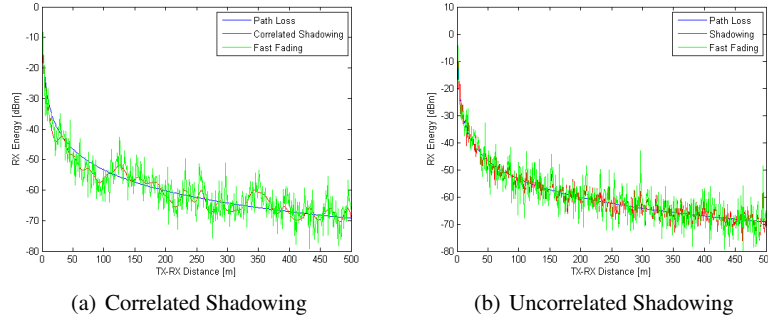 0
-10
-20
-30
-40
-50
-60
-70
-80
RX Energy [dBm]
0 50 100 150 200 250 300 350 400 450 500
TX-RX Distance [m]
Path Loss
Correlated Shadowing
Fast Fading
(a) Correlated Shadowing
10
0
-10
-20
-30
-40
-50
-60
-70
-80
RX Energy [dBm]
0 50 100 150 200 250 300 350 400 450 500
TX-RX Distance [m]
Path Loss
Shadowing
Fast Fading
(b) Uncorrelated Shadowing